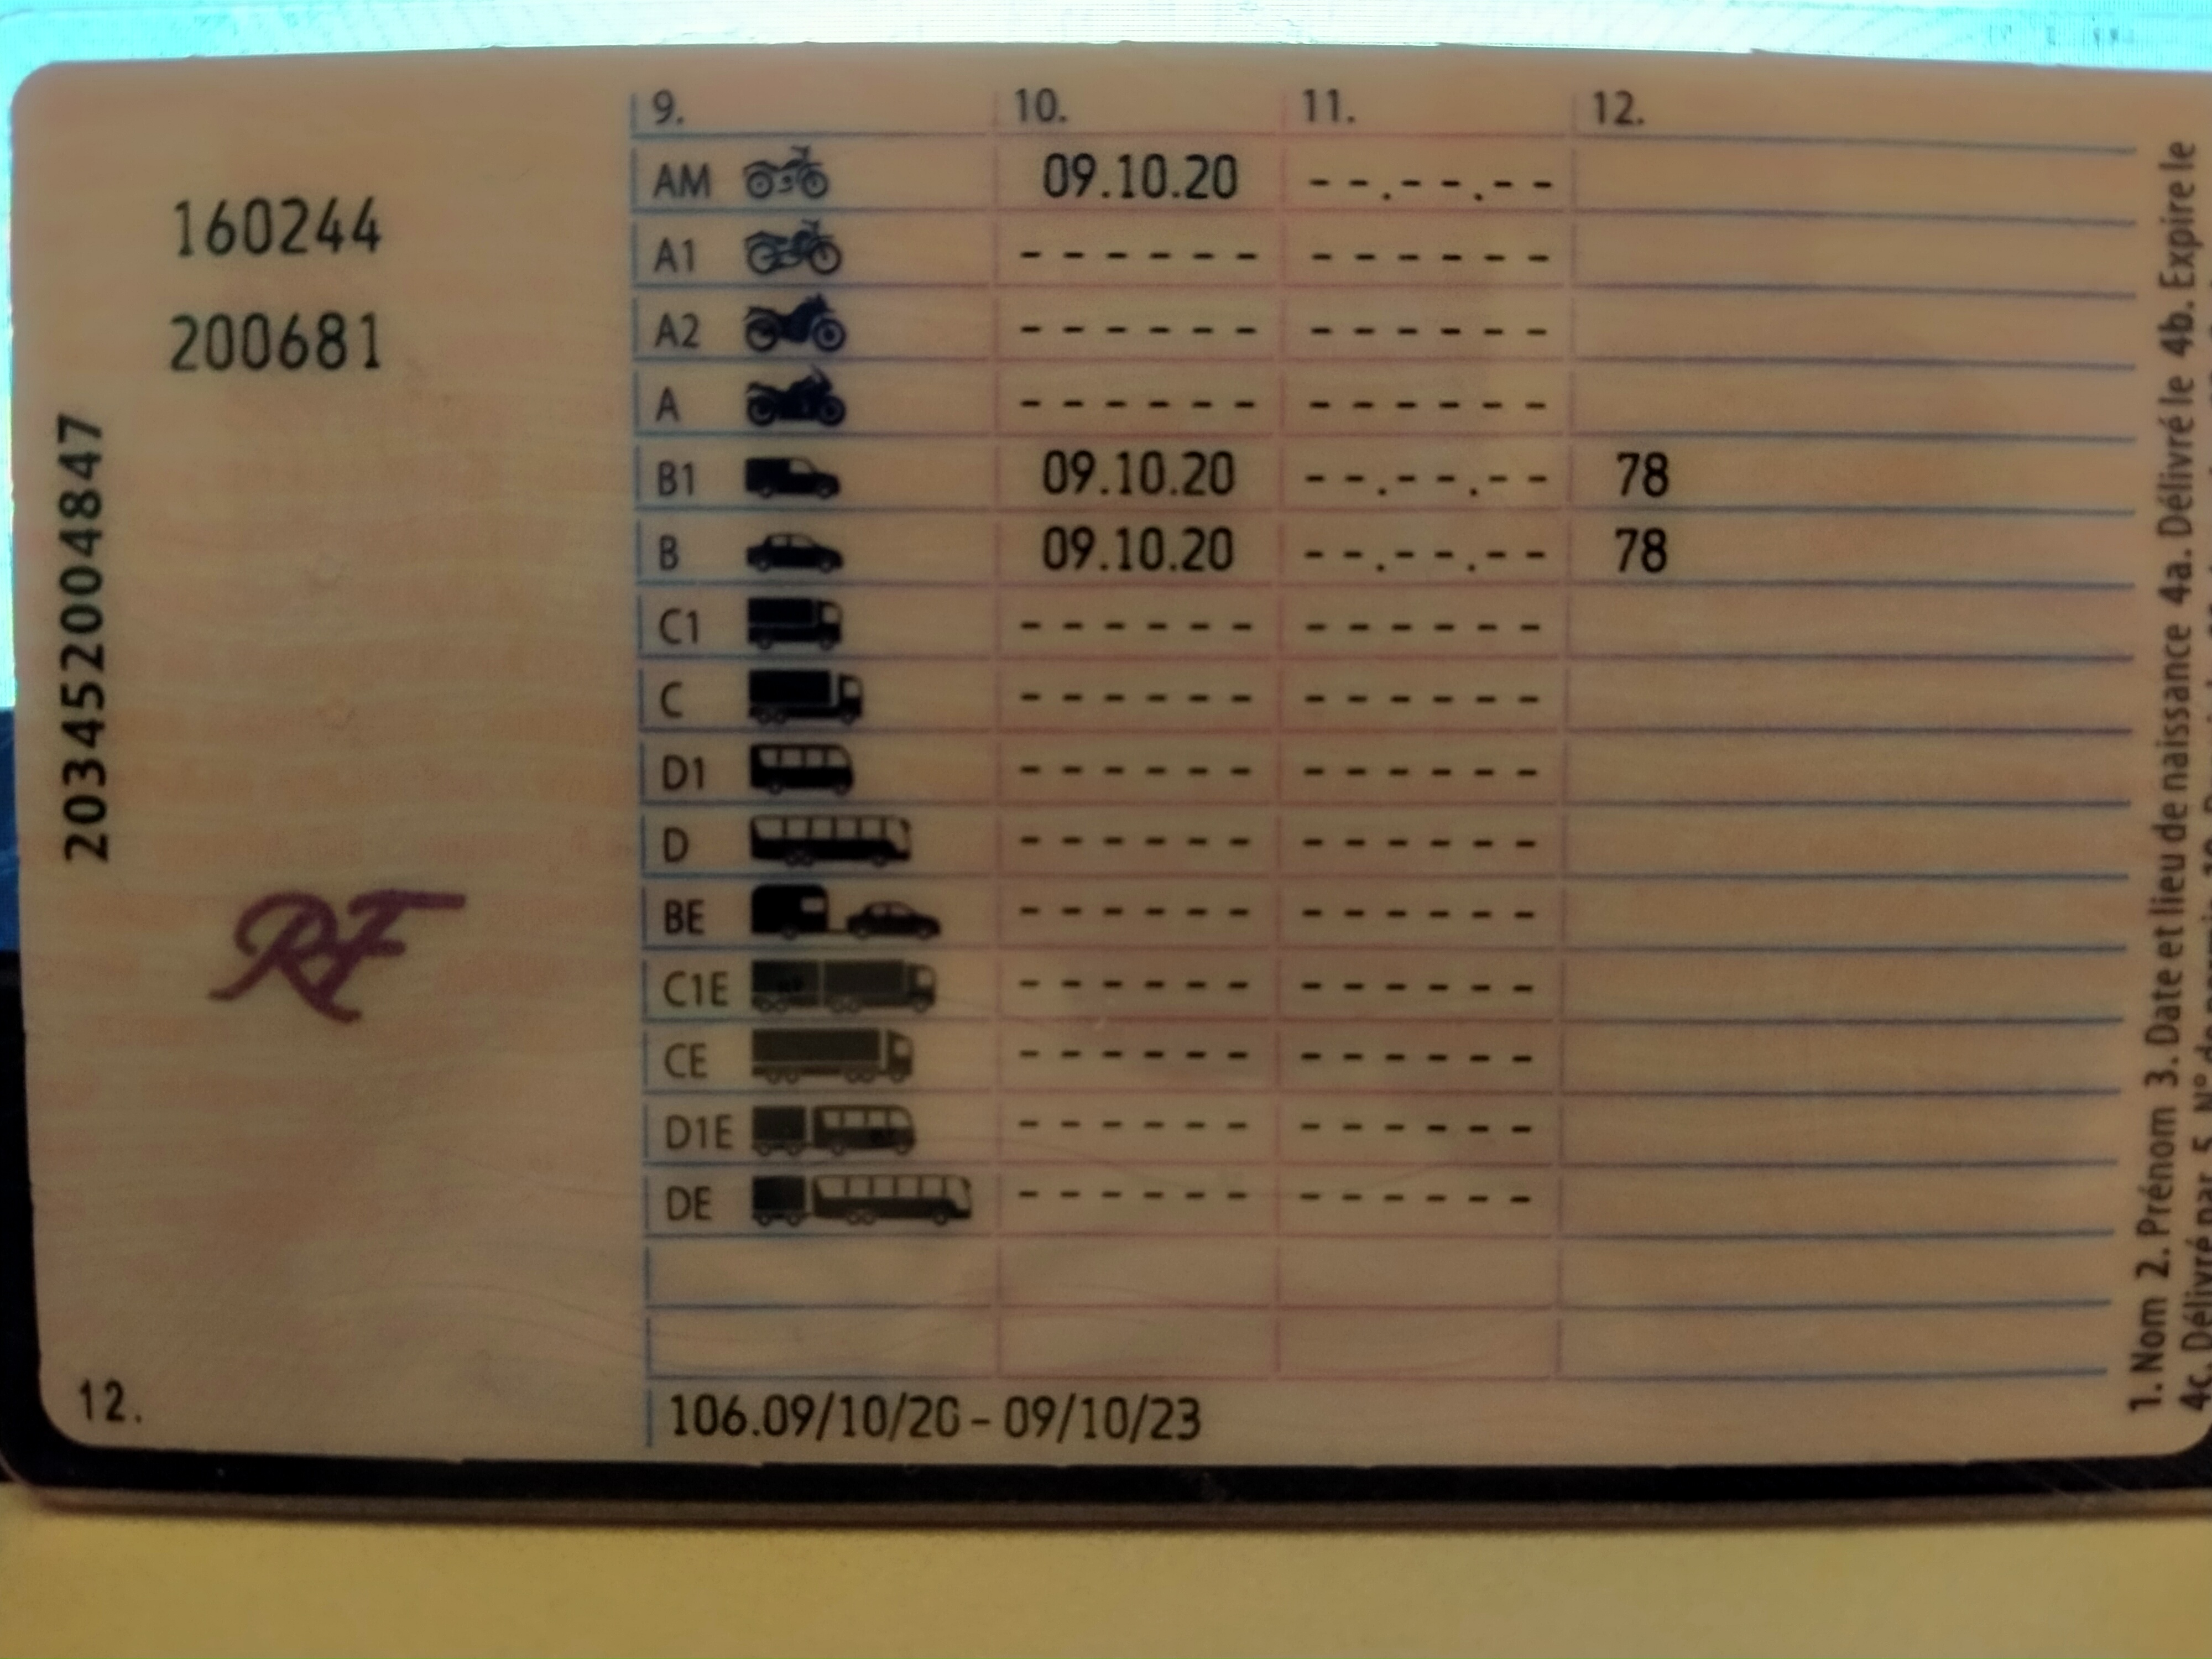 160244
200681
203452004847
RF
12.
9. 10. 11. 12.
AM 09.10.20 --.--.--
A1 ------ ------
A2 ------ ------
A ------ ------
B1 09.10.20 --.--.-- 78
B 09.10.20 --.--.-- 78
C1 ------ ------
C ------ ------
D1 ------ ------
D ------ ------
BE ------ ------
C1E ------ ------
CE ------ ------
D1E ------ ------
DE ------ ------
106.09/10/20 - 09/10/23
1. Nom 2. Prénom 3. Date et lieu de naissance 4a. Délivré le 4b. Expire le
4c. Délivré par 5. N° de